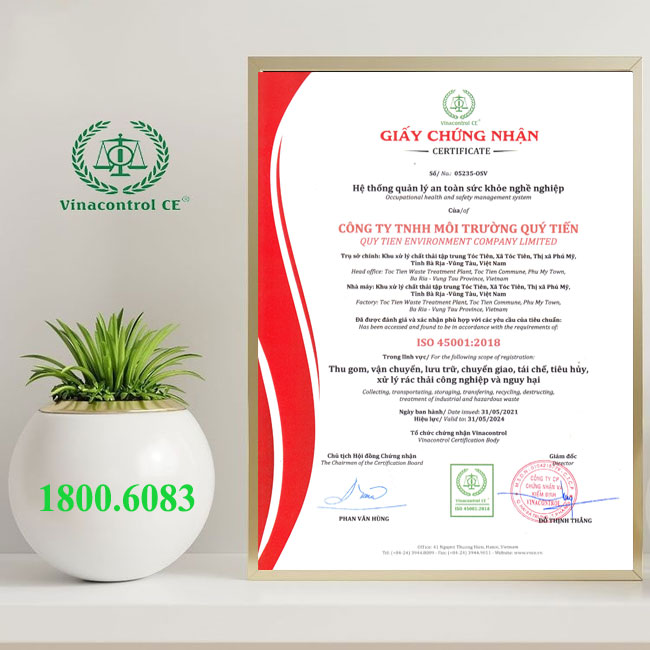 Vinacontrol CE®
1800.6083
Vinacontrol CE®
GIẤY CHỨNG NHẬN
CERTIFICATE
Số/ No.: 05235-OSV
Hệ thống quản lý an toàn sức khỏe nghề nghiệp
Occupational health and safety management system
Của/of
CÔNG TY TNHH MÔI TRƯỜNG QUÝ TIẾN
QUY TIEN ENVIRONMENT COMPANY LIMITED
Trụ sở chính: Khu xử lý chất thải tập trung Tóc Tiên, Xã Tóc Tiên, Thị xã Phú Mỹ,
Tỉnh Bà Rịa -Vũng Tàu, Việt Nam
Head office: Toc Tien Waste Treatment Plant, Toc Tien Commune, Phu My Town,
Ba Ria - Vung Tau Province, Vietnam
Nhà máy: Khu xử lý chất thải tập trung Tóc Tiên, Xã Tóc Tiên, Thị xã Phú Mỹ,
Tỉnh Bà Rịa -Vũng Tàu, Việt Nam
Factory: Toc Tien Waste Treatment Plant, Toc Tien Commune, Phu My Town,
Ba Ria - Vung Tau Province, Vietnam
Đã được đánh giá và xác nhận phù hợp với các yêu cầu của tiêu chuẩn:
Has been accessed and found to be in accordance with the requirements of:
ISO 45001:2018
Trong lĩnh vực/ For the following scope of registration:
Thu gom, vận chuyển, lưu trữ, chuyển giao, tái chế, tiêu hủy,
xử lý rác thải công nghiệp và nguy hại
Collecting, transportating, storaging, transfering, recycling, destructing,
treatment of industrial and hazardous waste
Ngày ban hành/ Date issued: 31/05/2021
Hiệu lực/ Valid to: 31/05/2024
Tổ chức chứng nhận Vinacontrol
Vinacontrol Certification Body
Chủ tịch Hội đồng Chứng nhận
The Chairmen of the Certification Board
Giám đốc
Director
Vinacontrol CE
ISO 45001:2018
CÔNG TY CP
CHỨNG NHẬN VÀ
KIỂM ĐỊNH
VINACONTROL
PHAN VĂN HÙNG
ĐỖ THỊNH THẮNG